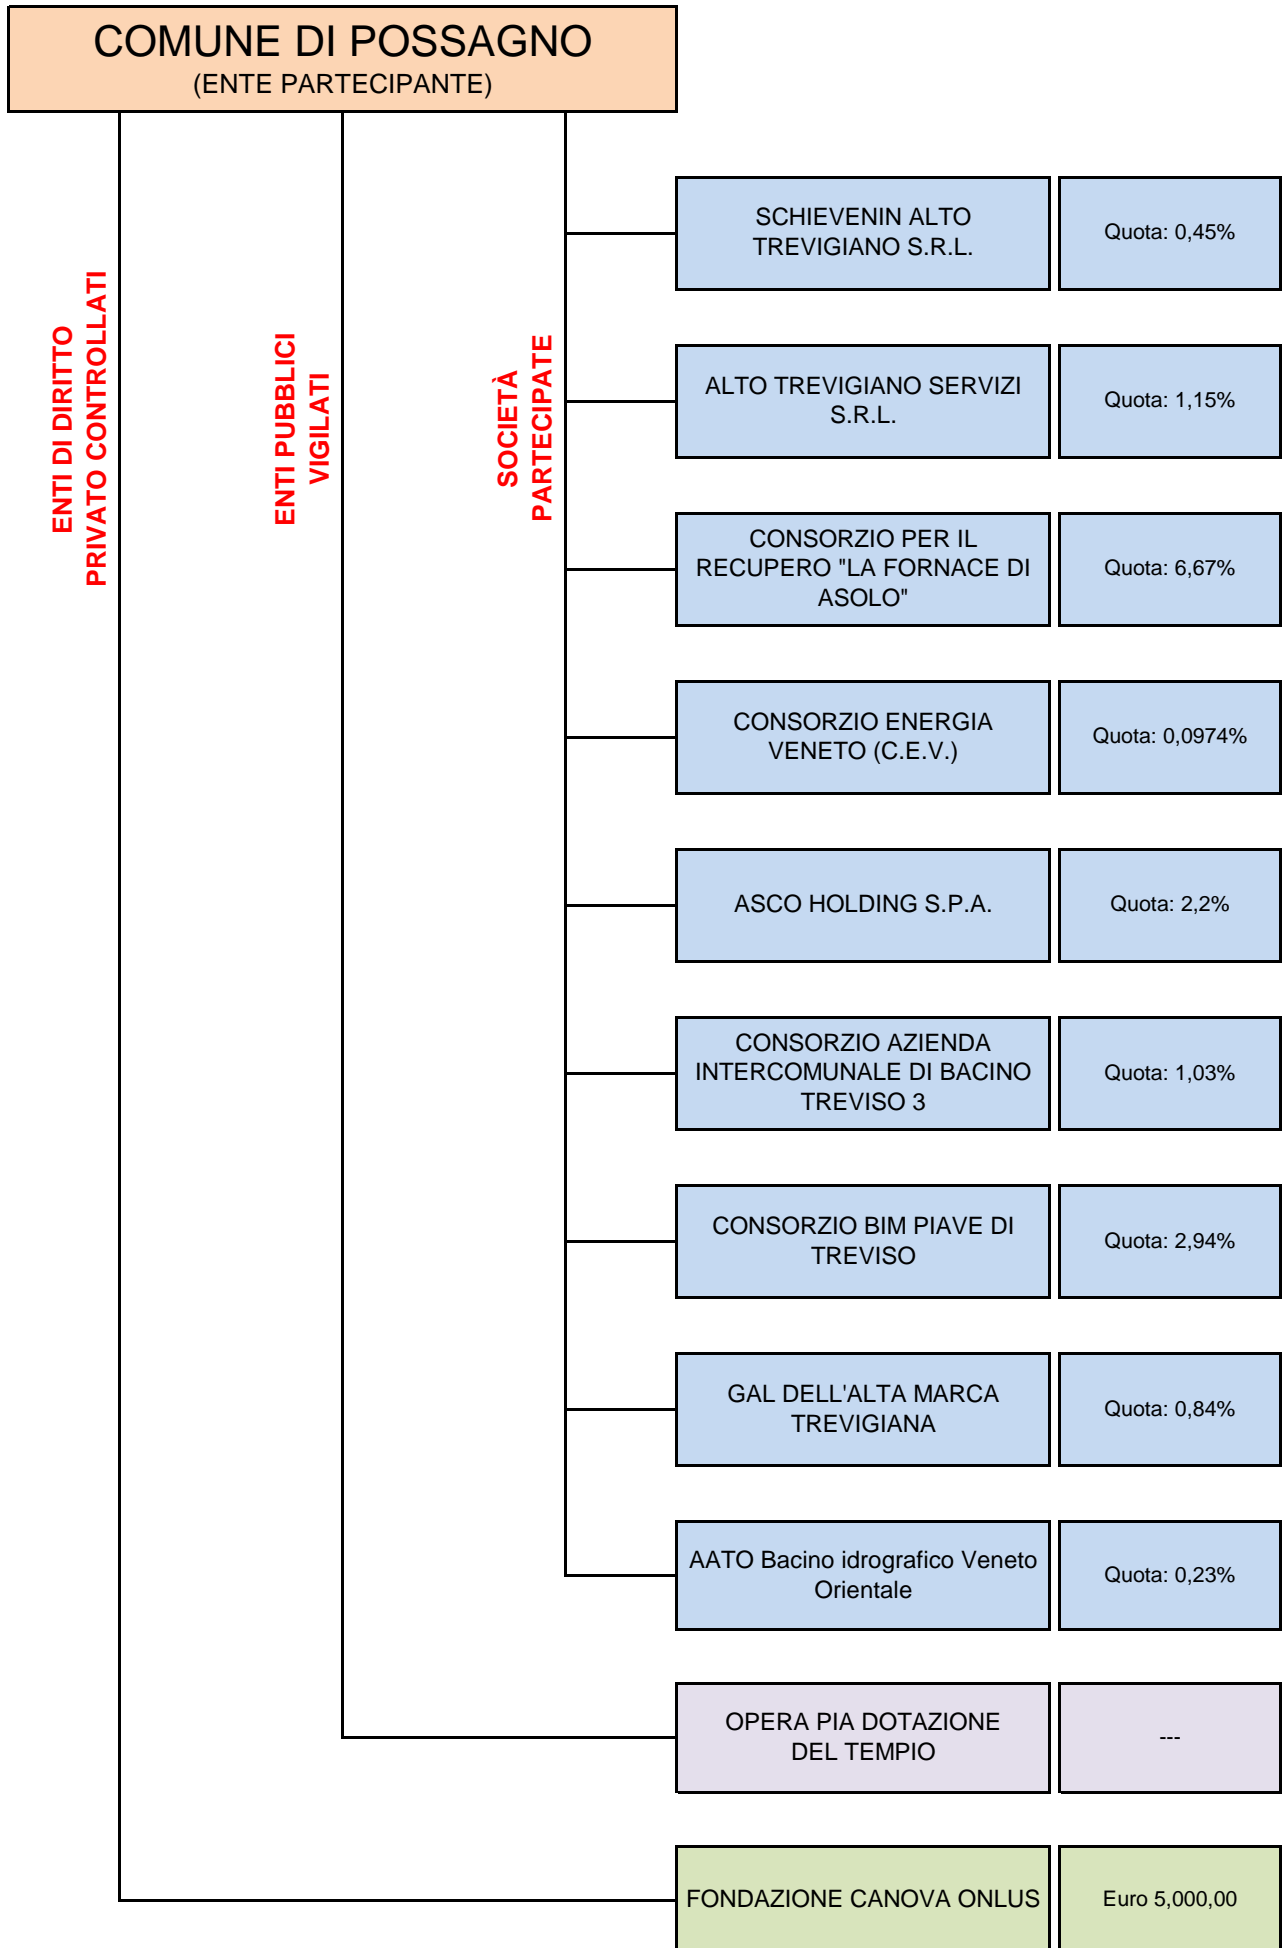 COMUNE DI POSSAGNO
(ENTE PARTECIPANTE)
ENTI DI DIRITTO
PRIVATO CONTROLLATI
ENTI PUBBLICI
VIGILATI
SOCIETÀ
PARTECIPATE
SCHIEVENIN ALTO
TREVIGIANO S.R.L.
Quota: 0,45%
ALTO TREVIGIANO SERVIZI
S.R.L.
Quota: 1,15%
CONSORZIO PER IL
RECUPERO "LA FORNACE DI
ASOLO"
Quota: 6,67%
CONSORZIO ENERGIA
VENETO (C.E.V.)
Quota: 0,0974%
ASCO HOLDING S.P.A.
Quota: 2,2%
CONSORZIO AZIENDA
INTERCOMUNALE DI BACINO
TREVISO 3
Quota: 1,03%
CONSORZIO BIM PIAVE DI
TREVISO
Quota: 2,94%
GAL DELL'ALTA MARCA
TREVIGIANA
Quota: 0,84%
AATO Bacino idrografico Veneto
Orientale
Quota: 0,23%
OPERA PIA DOTAZIONE
DEL TEMPIO
---
FONDAZIONE CANOVA ONLUS
Euro 5,000,00